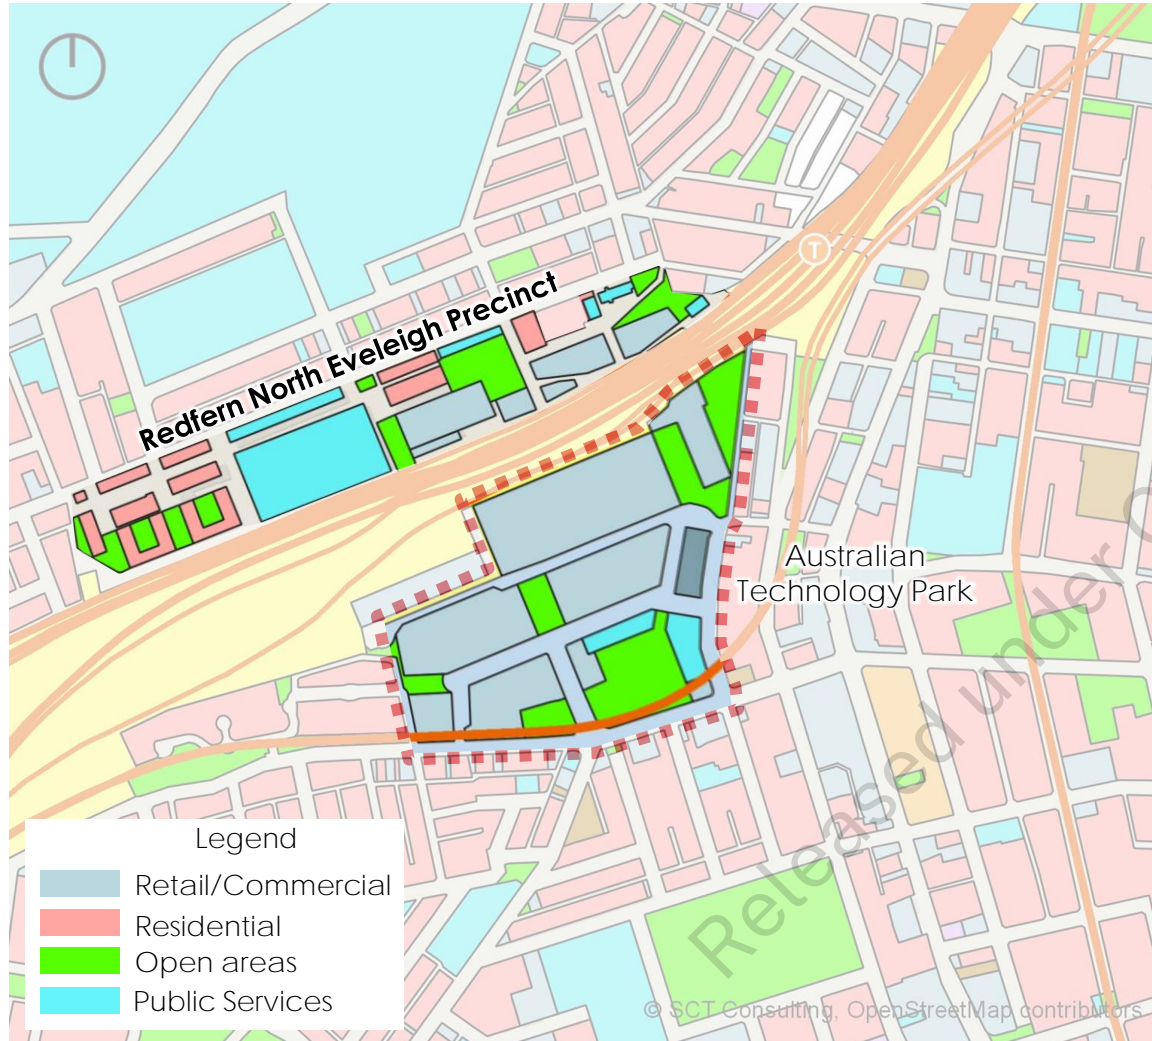 T
Redfern North Eveleigh Precinct
Australian
Technology Park
Released under
Legend
Retail/Commercial
Residential
Open areas
Public Services
© SCT Consulting, OpenStreetMap contributors